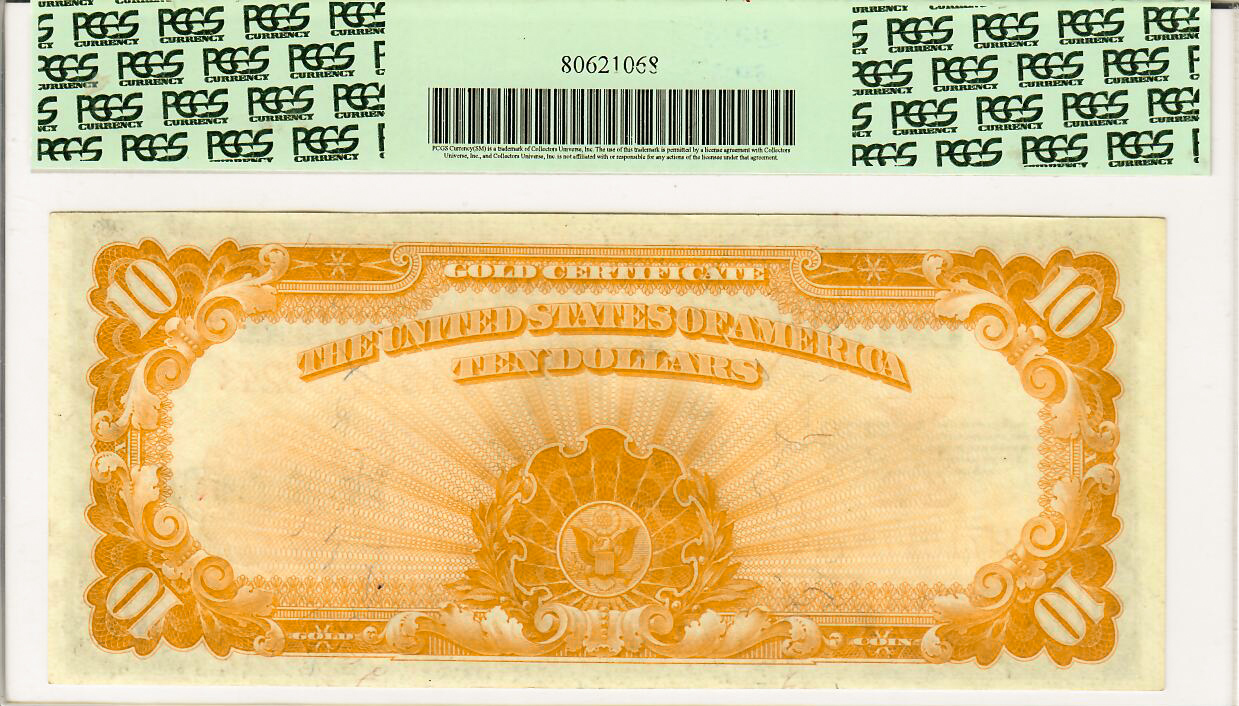 PCGS CURRENCY
80621068
PCGS Currency(SM) is a trademark of Collectors Universe, Inc. The use of this trademark is permitted by a license agreement with Collectors
Universe, Inc., and Collectors Universe, Inc. is not affiliated with or responsible for any actions of the licensee under that agreement.
10 GOLD CERTIFICATE 10
THE UNITED STATES OF AMERICA
TEN DOLLARS
10 GOLD COIN 10